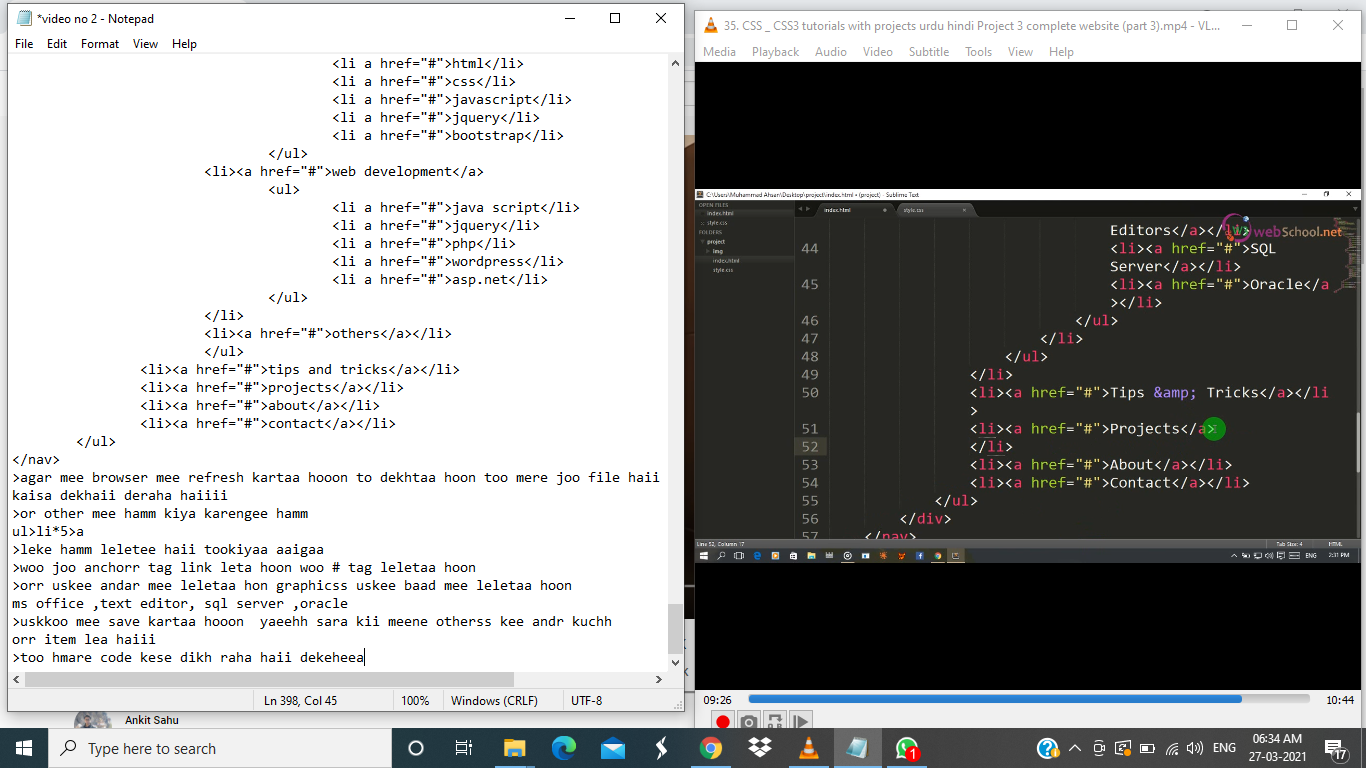 *video no 2 - Notepad
File Edit Format View Help
<li a href="#">html</li>
<li a href="#">css</li>
<li a href="#">javascript</li>
<li a href="#">jquery</li>
<li a href="#">bootstrap</li>
</ul>
<li><a href="#">web development</a>
<ul>
<li a href="#">java script</li>
<li a href="#">jquery</li>
<li a href="#">php</li>
<li a href="#">wordpress</li>
<li a href="#">asp.net</li>
</ul>
</li>
<li><a href="#">others</a></li>
</ul>
<li><a href="#">tips and tricks</a></li>
<li><a href="#">projects</a></li>
<li><a href="#">about</a></li>
<li><a href="#">contact</a></li>
</ul>
</nav>
>agar mee browser mee refresh kartaa hooon to dekhtaa hoon too mere joo file haii
kaisa dekhaii deraha haiiii
>or other mee hamm kiya karengee hamm
ul>li*5>a
>leke hamm leletee haii tookiyaa aaigaa
>woo joo anchorr tag link leta hoon woo # tag leletaa hoon
>orr uskee andar mee leletaa hon graphicss uskee baad mee leletaa hoon
ms office ,text editor, sql server ,oracle
>uskkoo mee save kartaa hooon  yaeehh sara kii meene otherss kee andr kuchh
orr item lea haiii
>too hmare code kese dikh raha haii dekeheea
Ln 398, Col 45 100% Windows (CRLF) UTF-8
Ankit Sahu
35. CSS _ CSS3 tutorials with projects urdu hindi Project 3 complete website (part 3).mp4 - VL...
Media Playback Audio Video Subtitle Tools View Help
C:\Users\Muhammad Ahsan\Desktop\project\index.html • (project) - Sublime Text
OPEN FILES
index.html
style.css
FOLDERS
project
img
index.html
style.css
index.html style.css
webSchool.net
Editors</a></li>
44 <li><a href="#">SQL
Server</a></li>
45 <li><a href="#">Oracle</a
></li>
46 </ul>
47 </li>
48 </ul>
49 </li>
50 <li><a href="#">Tips &amp; Tricks</a></li
>
51 <li><a href="#">Projects</a>
52 </li>
53 <li><a href="#">About</a></li>
54 <li><a href="#">Contact</a></li>
55 </ul>
56 </div>
57 </nav>
Line 52, Column 17 Tab Size: 4 HTML
ENG 2:31 PM
09:26 10:44
Type here to search
1
ENG
06:34 AM
27-03-2021
17